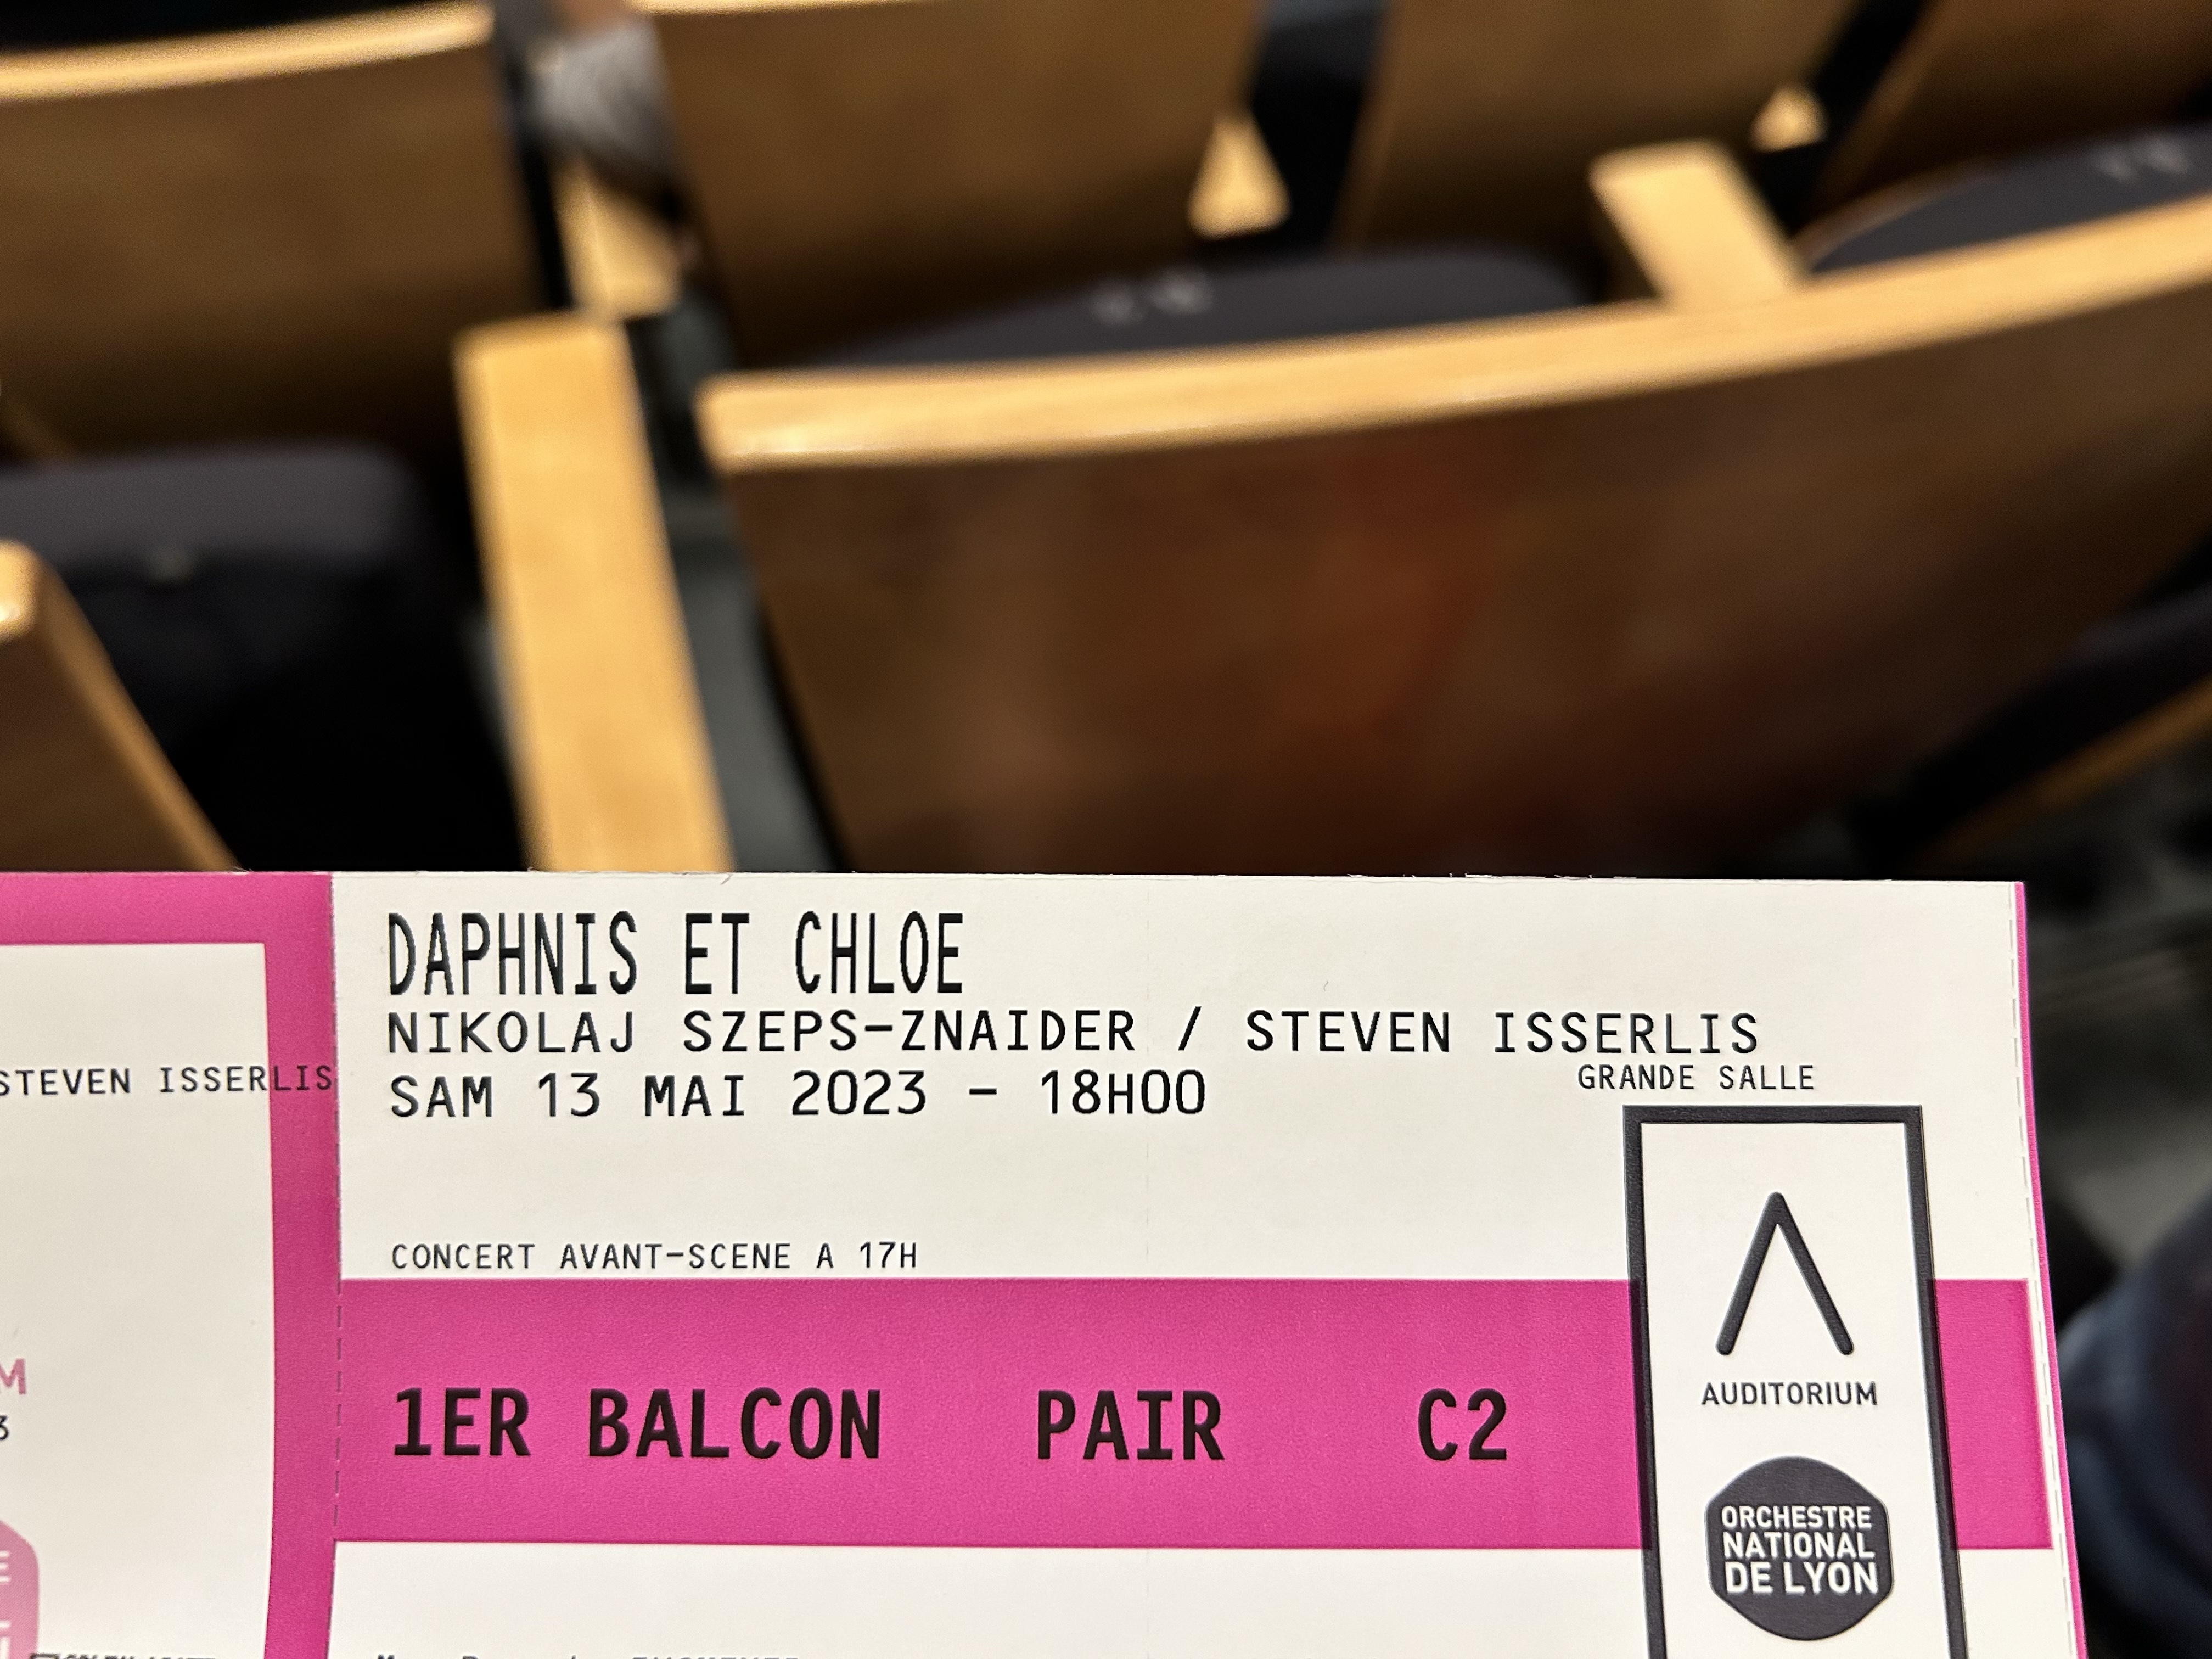 DAPHNIS ET CHLOE
NIKOLAJ SZEPS-ZNAIDER / STEVEN ISSERLIS
GRANDE SALLE
SAM 13 MAI 2023 - 18H00
CONCERT AVANT-SCENE A 17H
1ER BALCON PAIR C2
AUDITORIUM
ORCHESTRE
NATIONAL
DE LYON
STEVEN ISSERLIS
M
3